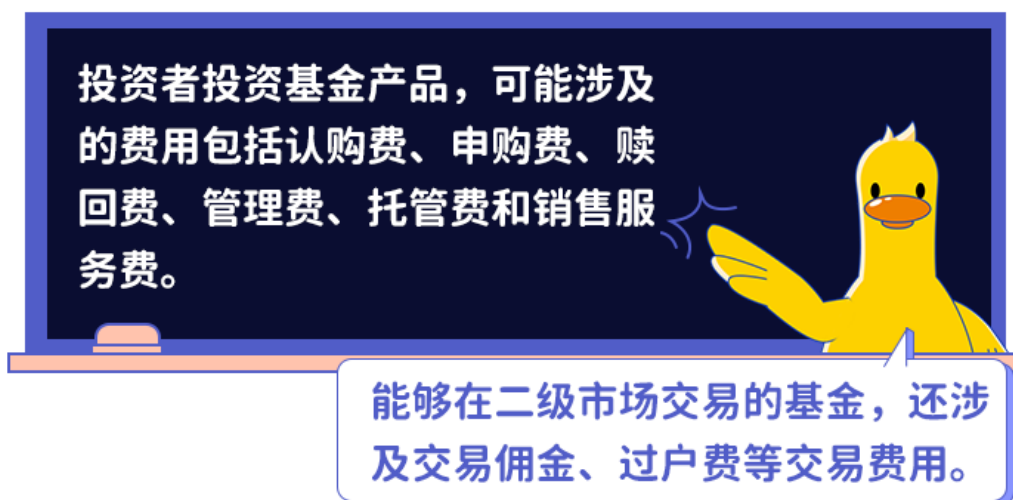 投资者投资基金产品，可能涉及
的费用包括认购费、申购费、赎
回费、管理费、托管费和销售服
务费。
能够在二级市场交易的基金，还涉
及交易佣金、过户费等交易费用。